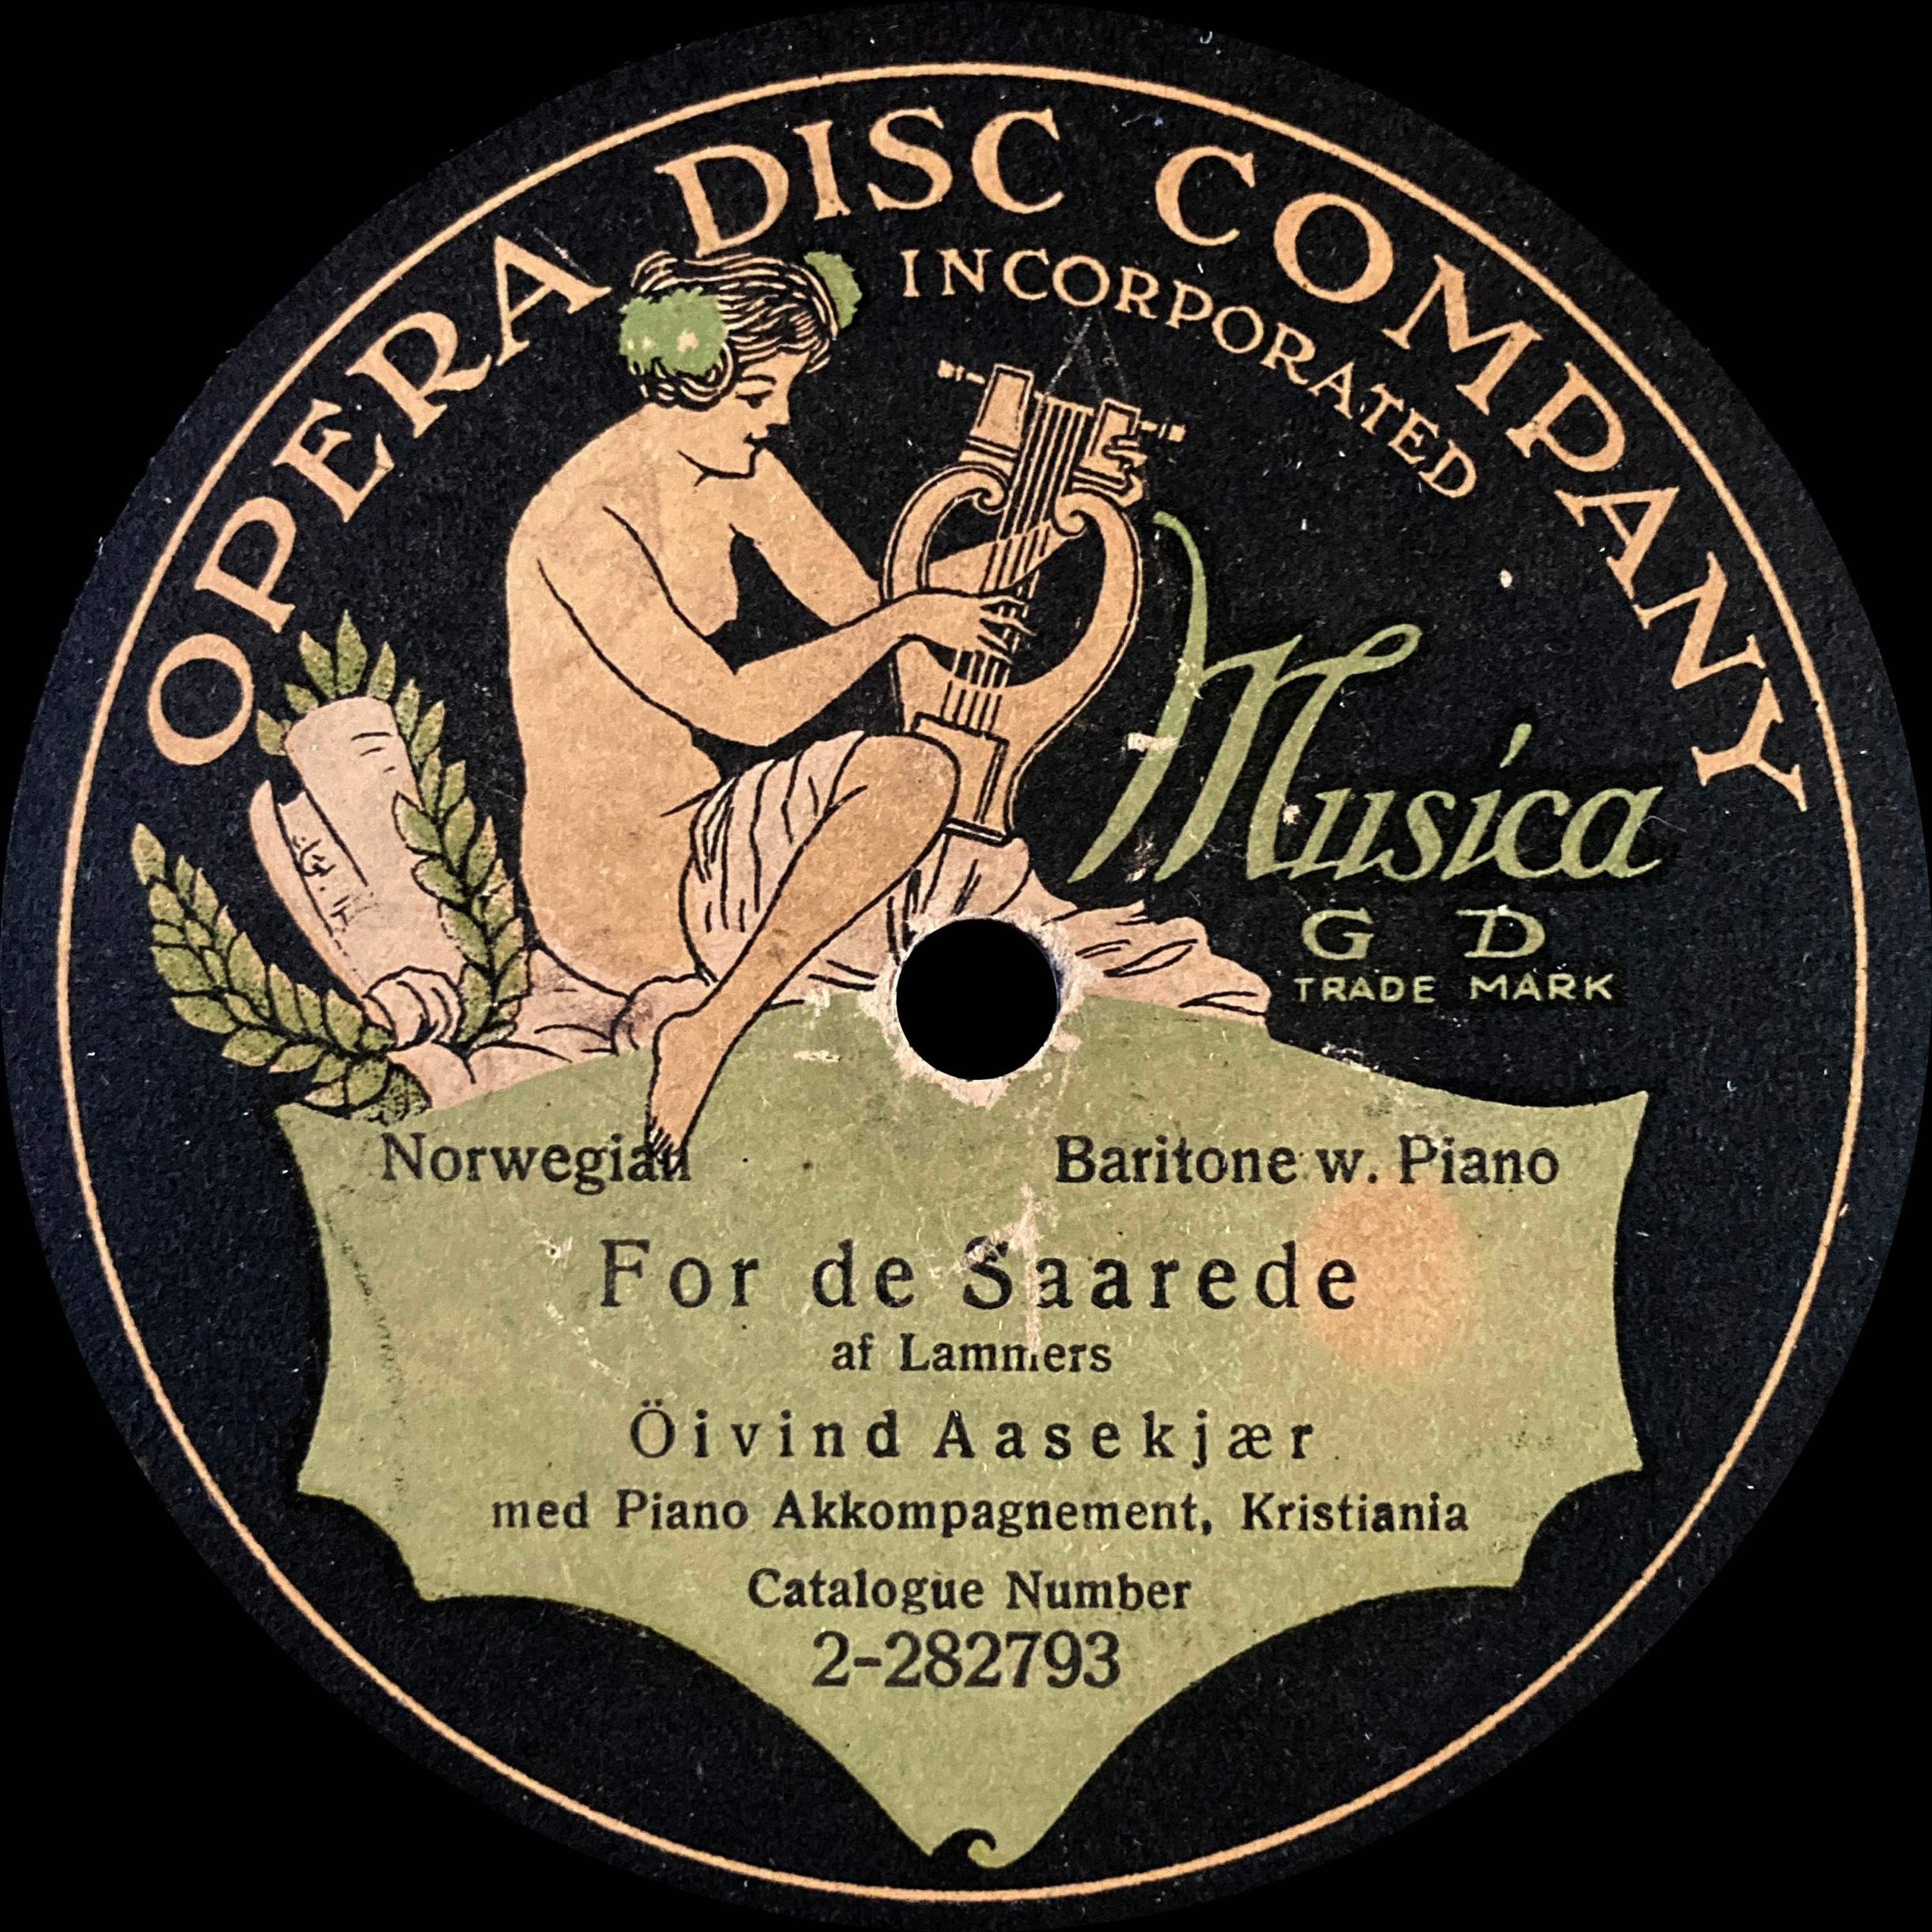 OPERA DISC COMPANY
INCORPORATED
Musica
G D
TRADE MARK
Norwegian Baritone w. Piano
For de Saarede
af Lammers
Öivind Aasekjær
med Piano Akkompagnement, Kristiania
Catalogue Number
2-282793